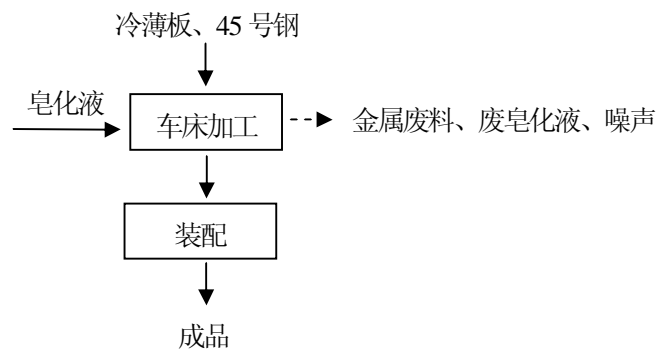 冷薄板、45 号钢
皂化液
车床加工
金属废料、废皂化液、噪声
装配
成品